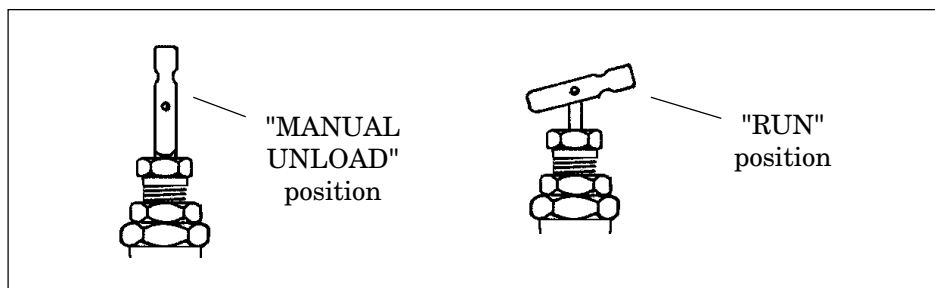 "MANUAL
UNLOAD"
position
"RUN"
position